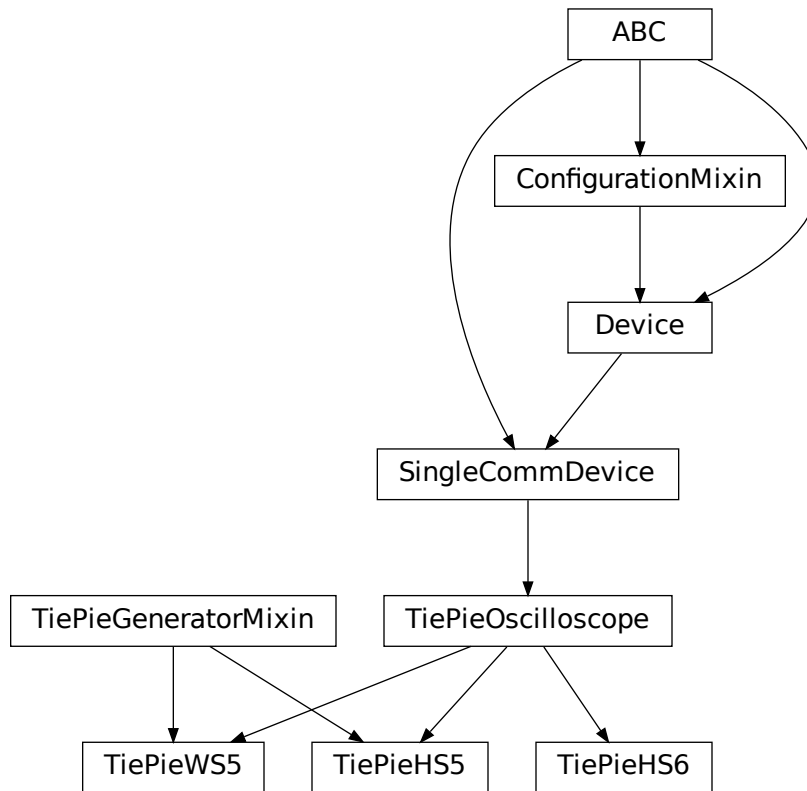 ABC
ConfigurationMixin
Device
SingleCommDevice
TiePieGeneratorMixin
TiePieOscilloscope
TiePieWS5
TiePieHS5
TiePieHS6